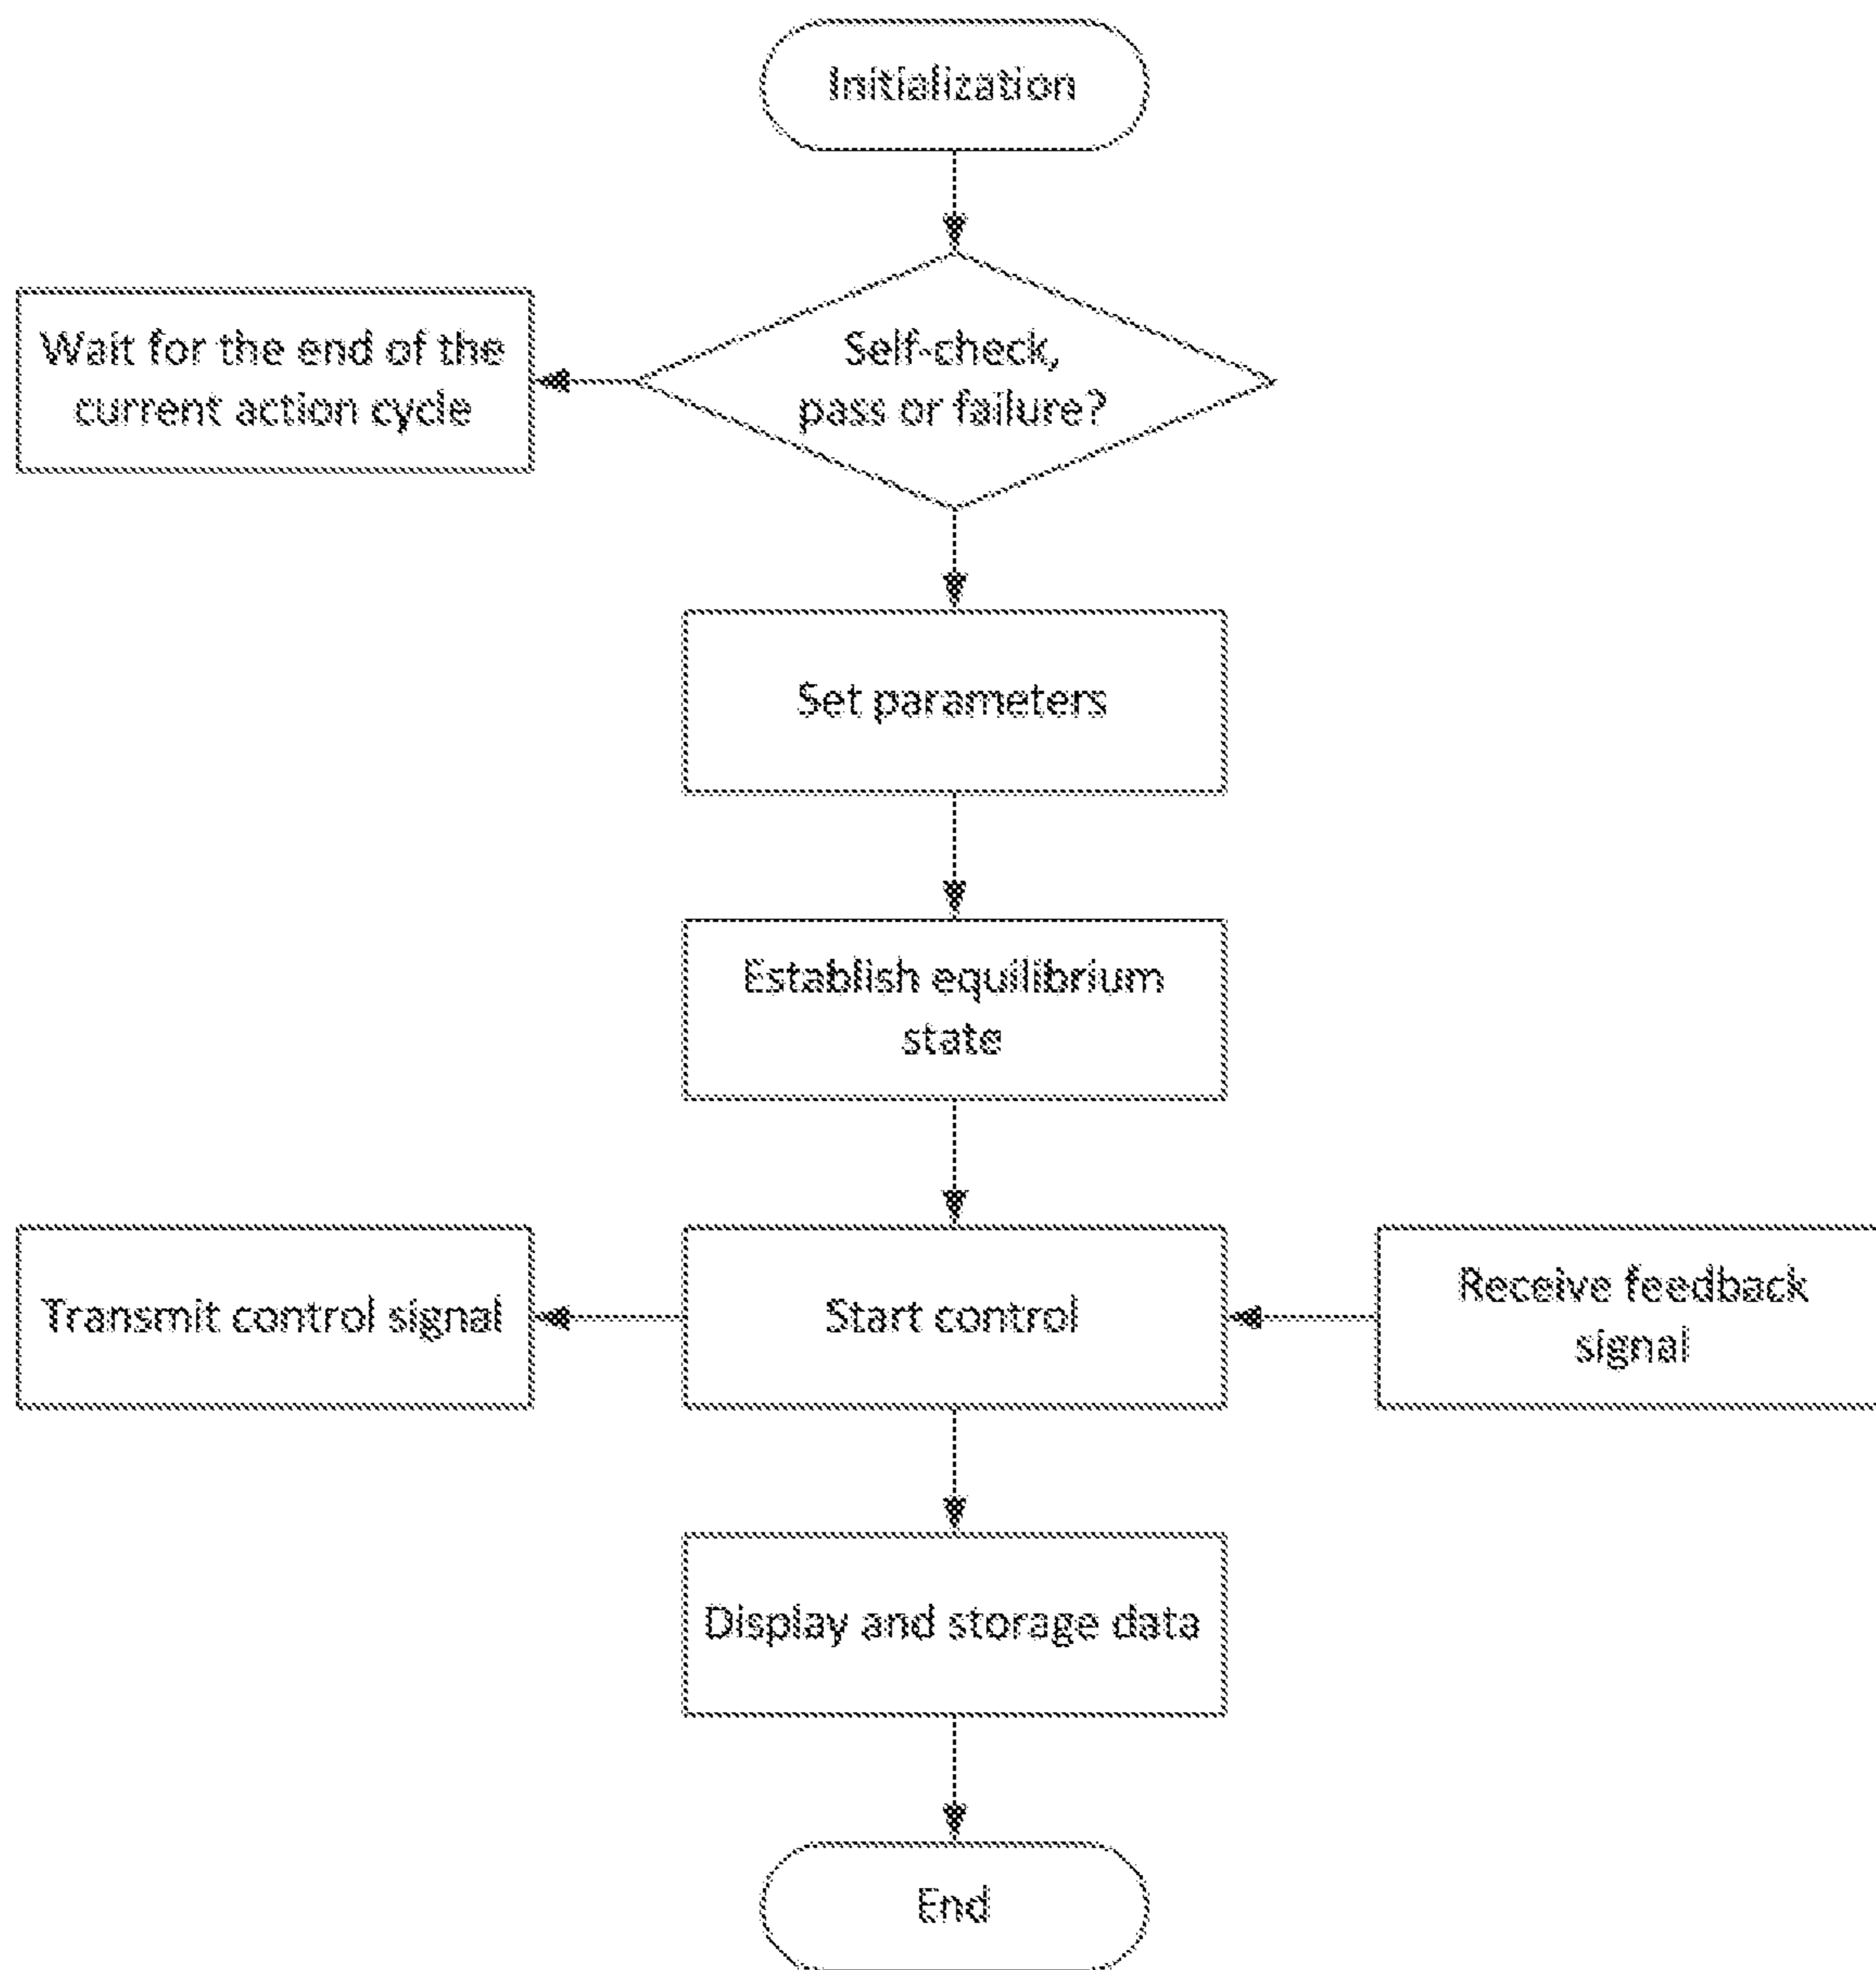 Initialization
Wait for the end of the
current action cycle
Self-check,
pass or failure?
Set parameters
Establish equilibrium
state
Transmit control signal
Start control
Receive feedback
signal
Display and storage data
End